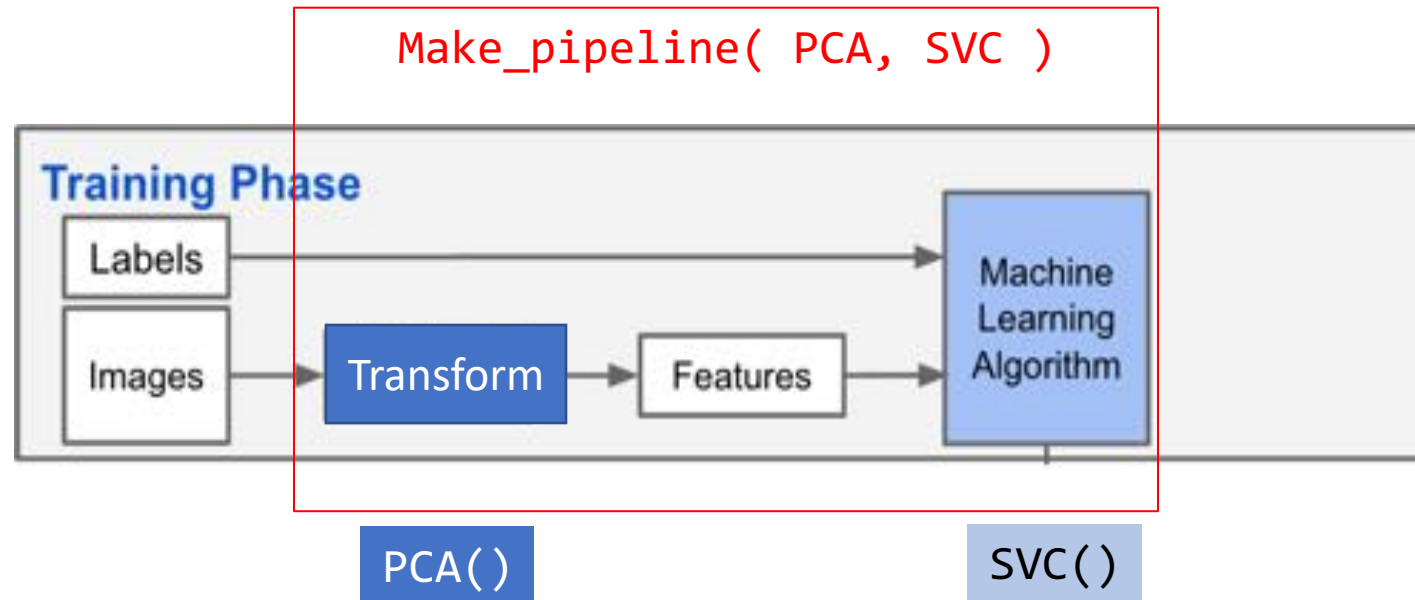 Make_pipeline( PCA, SVC )
Training Phase
Labels
Images
Transform
Features
Machine
Learning
Algorithm
PCA()
SVC()